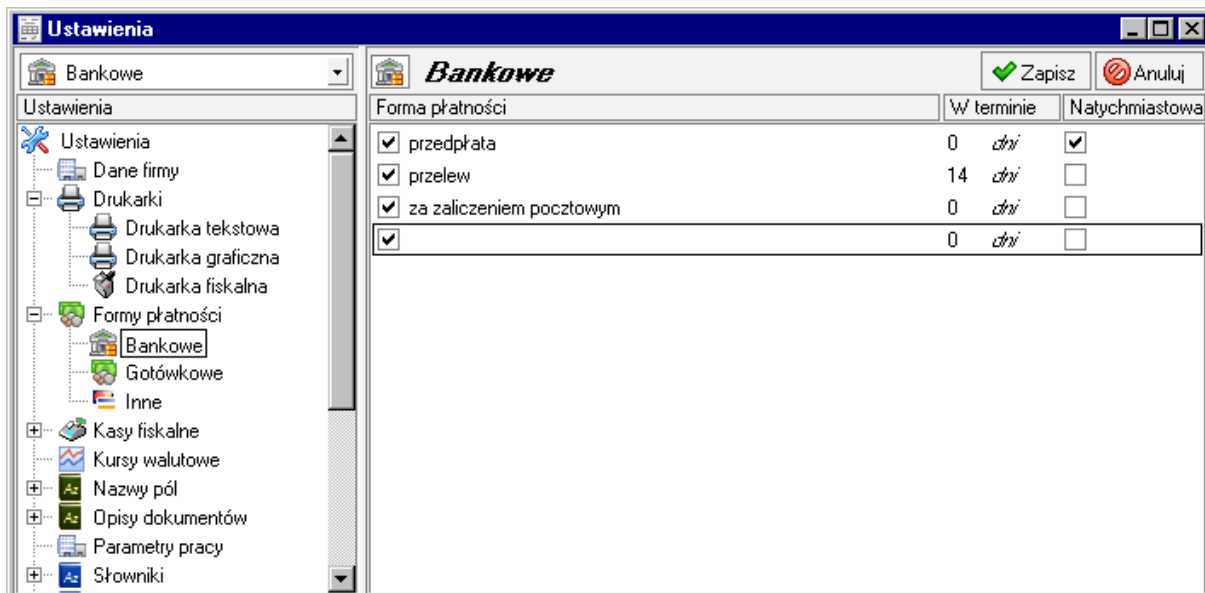 Ustawienia
Bankowe
Ustawienia
Ustawienia
Dane firmy
Drukarki
Drukarka tekstowa
Drukarka graficzna
Drukarka fiskalna
Formy płatności
Bankowe
Gotówkowe
Inne
Kasy fiskalne
Kursy walutowe
Nazwy pól
Opisy dokumentów
Parametry pracy
Słowniki
Bankowe
Zapisz
Anuluj
Forma płatności W terminie Natychmiastowa
przedpłata 0 dni
przelew 14 dni
za zaliczeniem pocztowym 0 dni
0 dni